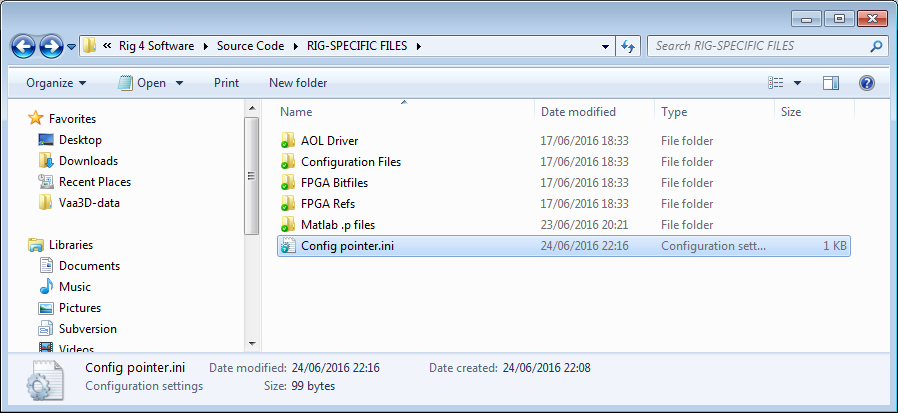 « Rig 4 Software Source Code RIG-SPECIFIC FILES Search RIG-SPECIFIC FILES
Organize Open Print New folder
Favorites
Desktop
Downloads
Recent Places
Vaa3D-data
Libraries
Documents
Music
Pictures
Subversion
Videos
Name Date modified Type Size
AOL Driver 17/06/2016 18:33 File folder
Configuration Files 17/06/2016 18:33 File folder
FPGA Bitfiles 17/06/2016 18:33 File folder
FPGA Refs 17/06/2016 18:33 File folder
Matlab .p files 23/06/2016 20:21 File folder
Config pointer.ini 24/06/2016 22:16 Configuration sett... 1 KB
Config pointer.ini Date modified: 24/06/2016 22:16 Date created: 24/06/2016 22:08
Configuration settings Size: 99 bytes